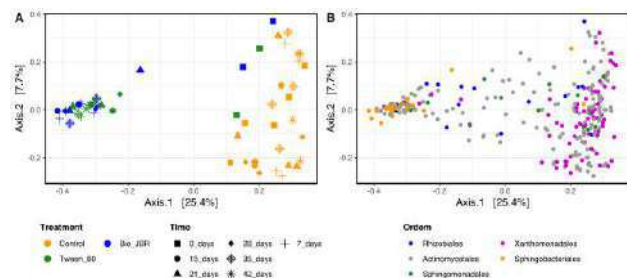 A
B
0.4
0.2
0.0
-0.2
Axis.2 [7.7%]
-0.4
-0.2
0.0
0.2
Axis.1 [25.4%]
0.4
0.2
0.0
-0.2
Axis.2 [7.7%]
-0.4
-0.2
0.0
0.2
Axis.1 [25.4%]
Treatment
Control
Bio_JBR
Tween_80
Time
0_days
15_days
21_days
28_days
35_days
42_days
7_days
Ordem
Rhizobiales
Actinomycetales
Sphingomonadales
Xanthomonadales
Sphingobacteriales